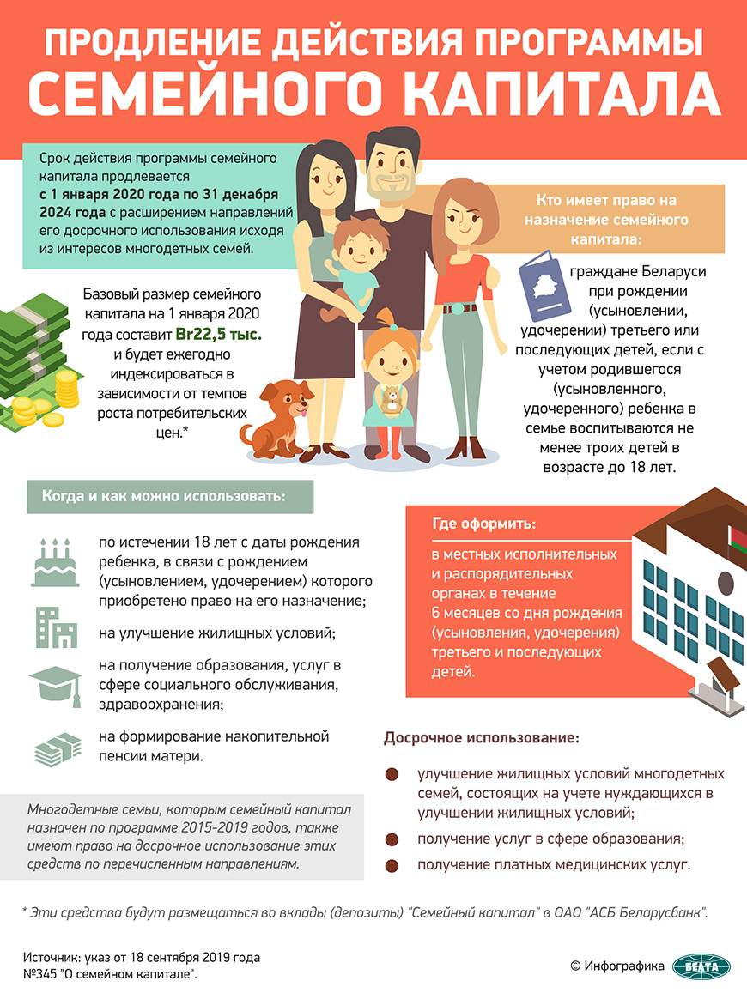 ПРОДЛЕНИЕ ДЕЙСТВИЯ ПРОГРАММЫ
СЕМЕЙНОГО КАПИТАЛА
Срок действия программы семейного
капитала продлевается
с 1 января 2020 года по 31 декабря
2024 года с расширением направлений
его досрочного использования исходя
из интересов многодетных семей.
Кто имеет право на
назначение семейного
капитала:
граждане Беларуси
при рождении
(усыновлении,
удочерении) третьего или
последующих детей, если с
учетом родившегося
(усыновленного,
удочеренного) ребенка в
семье воспитываются не
менее троих детей в
возрасте до 18 лет.
Базовый размер семейного
капитала на 1 января 2020
года составит Br22,5 тыс.
и будет ежегодно
индексироваться в
зависимости от темпов
роста потребительских
цен.*
Когда и как можно использовать:
по истечении 18 лет с даты рождения
ребенка, в связи с рождением
(усыновлением, удочерением) которого
приобретено право на его назначение;
на улучшение жилищных условий;
на получение образования, услуг в
сфере социального обслуживания,
здравоохранения;
на формирование накопительной
пенсии матери.
Где оформить:
в местных исполнительных
и распорядительных
органах в течение
6 месяцев со дня рождения
(усыновления, удочерения)
третьего и последующих
детей.
Досрочное использование:
улучшение жилищных условий многодетных
семей, состоящих на учете нуждающихся в
улучшении жилищных условий;
получение услуг в сфере образования;
получение платных медицинских услуг.
Многодетные семьи, которым семейный капитал
назначен по программе 2015-2019 годов, также
имеют право на досрочное использование этих
средств по перечисленным направлениям.
* Эти средства будут размещаться во вклады (депозиты) "Семейный капитал" в ОАО "АСБ Беларусбанк".
Источник: указ от 18 сентября 2019 года
№345 "О семейном капитале".
© Инфографика БЕЛТА